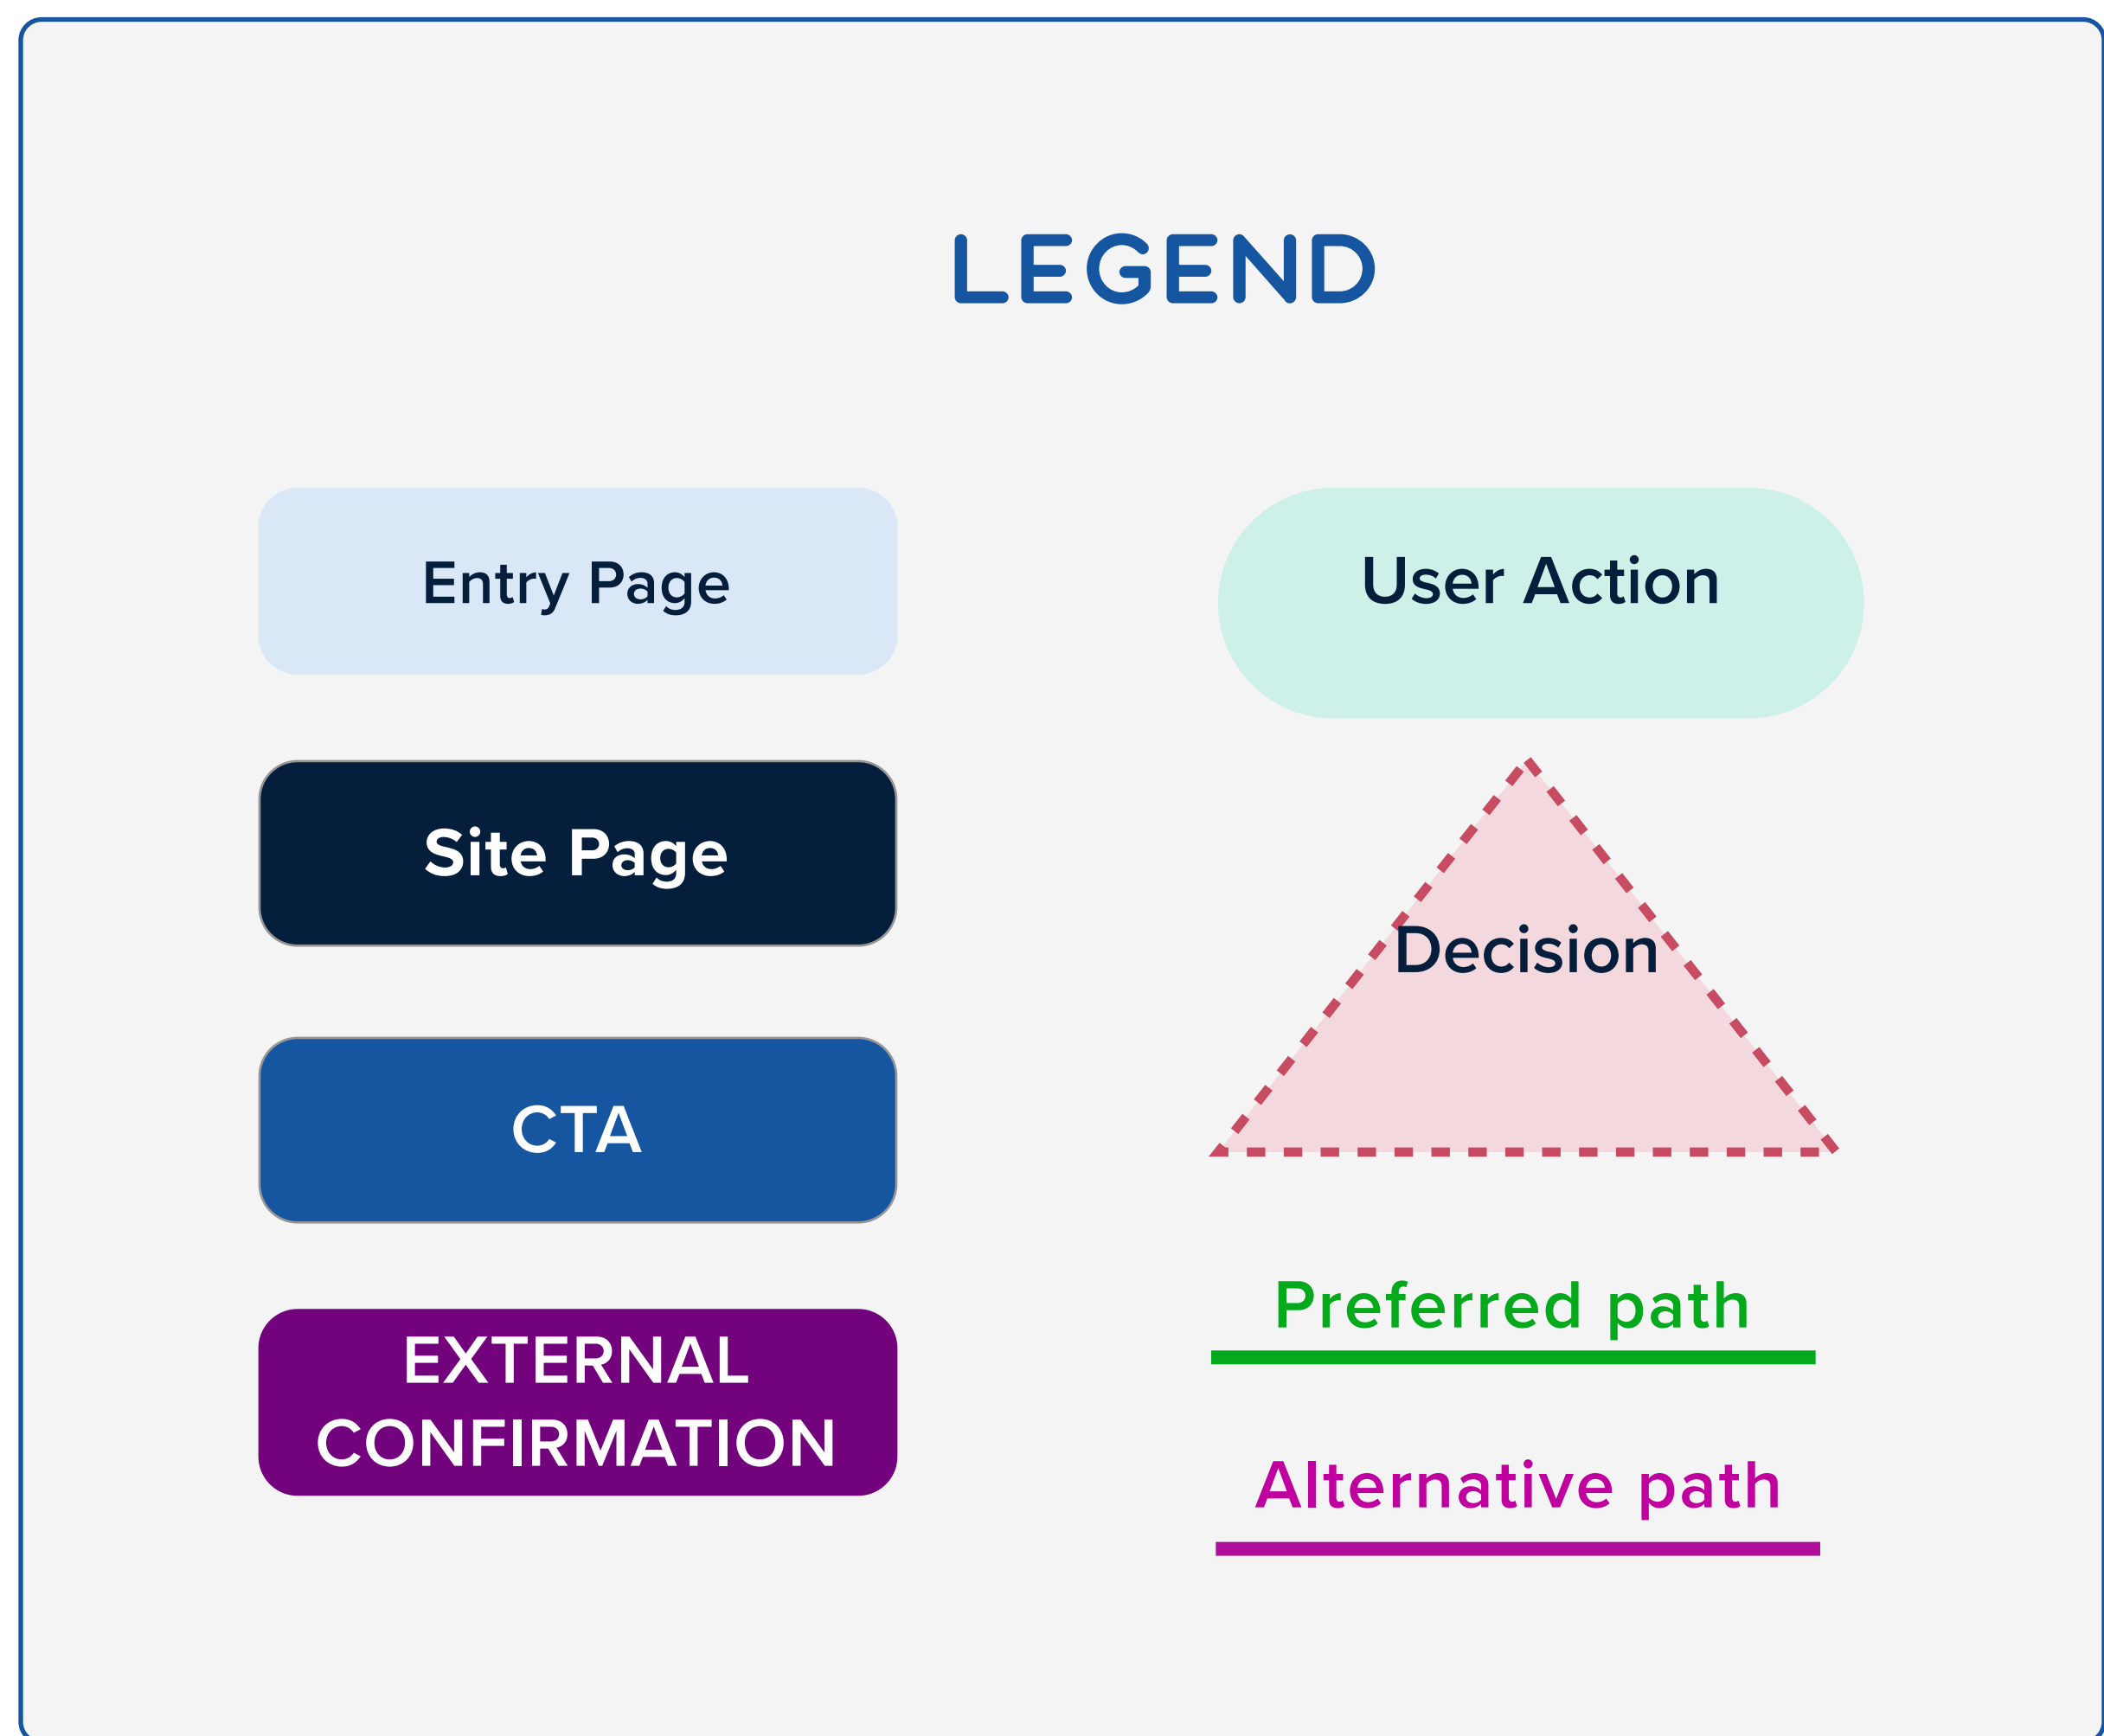 LEGEND
Entry Page
User Action
Site Page
Decision
CTA
Preferred path
EXTERNAL
CONFIRMATION
Alternative path